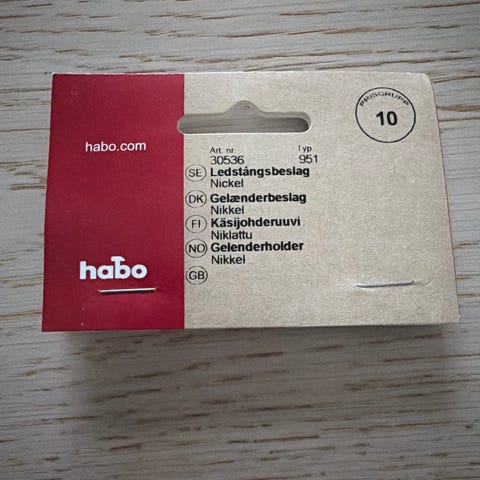 habo.com
PRISGRUPP
10
Art. nr. Typ
30536 951
SE Ledstångsbeslag
Nickel
DK Gelænderbeslag
Nikkel
FI Käsijohderuuvi
Niklattu
NO Gelenderholder
Nikkel
GB
habo